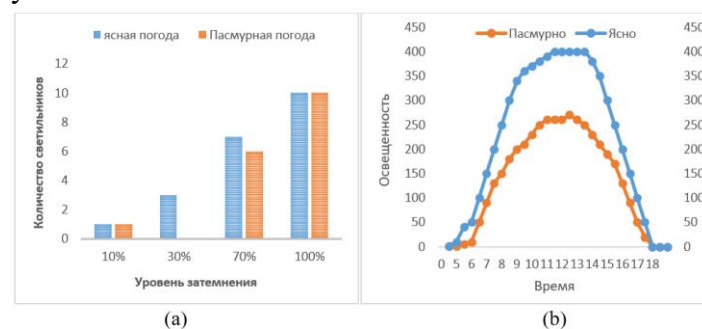 ясная погода Пасмурная погода
Количество светильников
12
10
8
6
4
2
0
10% 30% 70% 100%
Уровень затемнения
(a)
Пасмурно Ясно
Освещенность
450 450
400 400
350 350
300 300
250 250
200 200
150 150
100 100
50 50
0 0
0 5 6 7 8 9 10 11 12 13 14 15 16 17 18
Время
(b)